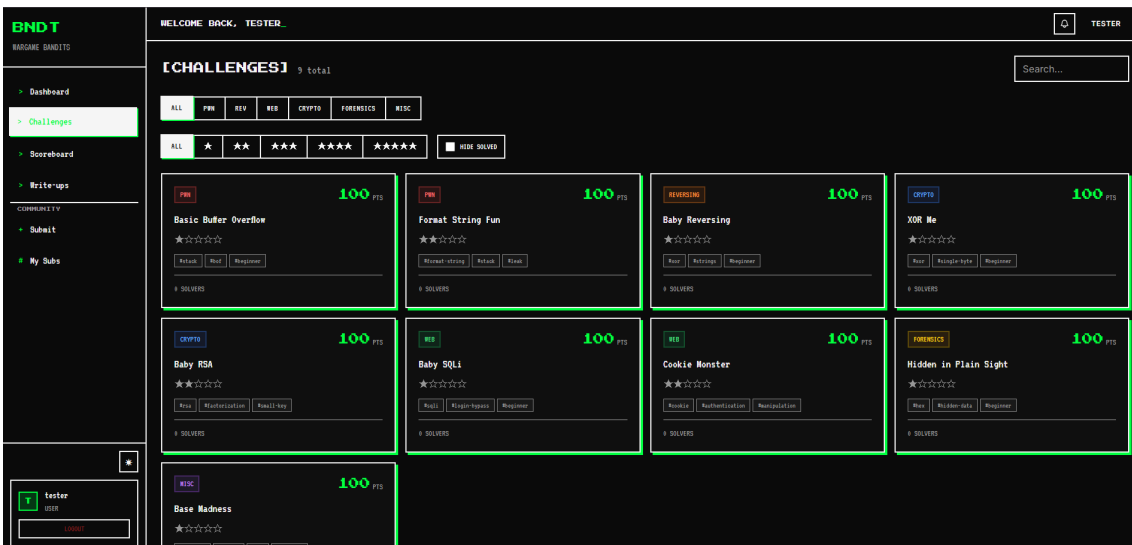 BNDT
WARGAME BANDITS
> Dashboard
> Challenges
> Scoreboard
> Write-ups
COMMUNITY
+ Submit
# My Subs
tester
T
USER
LOGOUT
WELCOME BACK, TESTER_
TESTER
[CHALLENGES] 9 total
Search...
ALL PWN REV WEB CRYPTO FORENSICS MISC
ALL ★ ★★ ★★★ ★★★★ ★★★★★ HIDE SOLVED
PWN 100 PTS
Basic Buffer Overflow
★☆☆☆☆
#stack #bof #beginner
0 SOLVERS
PWN 100 PTS
Format String Fun
★★☆☆☆
#format-string #stack #leak
0 SOLVERS
REVERSING 100 PTS
Baby Reversing
★☆☆☆☆
#xor #strings #beginner
0 SOLVERS
CRYPTO 100 PTS
XOR Me
★☆☆☆☆
#xor #single-byte #beginner
0 SOLVERS
CRYPTO 100 PTS
Baby RSA
★★☆☆☆
#rsa #factorization #small-key
0 SOLVERS
WEB 100 PTS
Baby SQLi
★☆☆☆☆
#sqli #login-bypass #beginner
0 SOLVERS
WEB 100 PTS
Cookie Monster
★★☆☆☆
#cookie #authentication #manipulation
0 SOLVERS
FORENSICS 100 PTS
Hidden in Plain Sight
★☆☆☆☆
#hex #hidden-data #beginner
0 SOLVERS
MISC 100 PTS
Base Madness
★☆☆☆☆